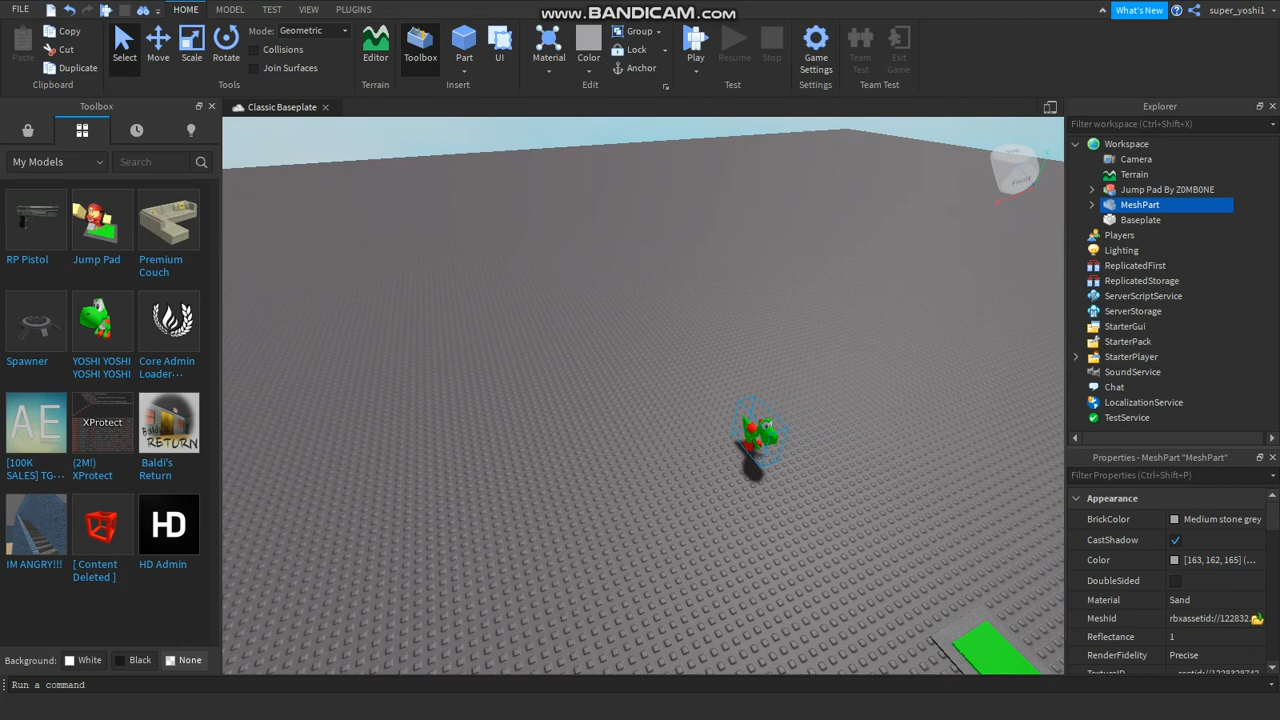 www.BANDICAM.com
FILE HOME MODEL TEST VIEW PLUGINS What's New super_yoshi1
Paste Copy Cut Duplicate Clipboard
Select Move Scale Rotate Mode: Geometric Collisions Join Surfaces Tools
Editor Terrain
Toolbox Part UI Insert
Material Color Group Lock Anchor Edit
Play Resume Stop Test
Game Settings Settings
Team Test Exit Game Team Test
Toolbox
My Models Search
RP Pistol Jump Pad Premium Couch
Spawner YOSHI YOSHI YOSHI YOSHI Core Admin Loader...
AE XProtect Baldi's RETURN
[100K SALES] TG-... (2M!) XProtect Baldi's Return
HD
IM ANGRY!!! [ Content Deleted ] HD Admin
Background: White Black None
Run a command
Classic Baseplate
Front
Explorer
Filter workspace (Ctrl+Shift+X)
Workspace
Camera
Terrain
Jump Pad By Z0MB0NE
MeshPart
Baseplate
Players
Lighting
ReplicatedFirst
ReplicatedStorage
ServerScriptService
ServerStorage
StarterGui
StarterPack
StarterPlayer
SoundService
Chat
LocalizationService
TestService
Properties - MeshPart "MeshPart"
Filter Properties (Ctrl+Shift+P)
Appearance
BrickColor Medium stone grey
CastShadow
Color [163, 162, 165] (...
DoubleSided
Material Sand
MeshId rbxassetid://122832...
Reflectance 1
RenderFidelity Precise